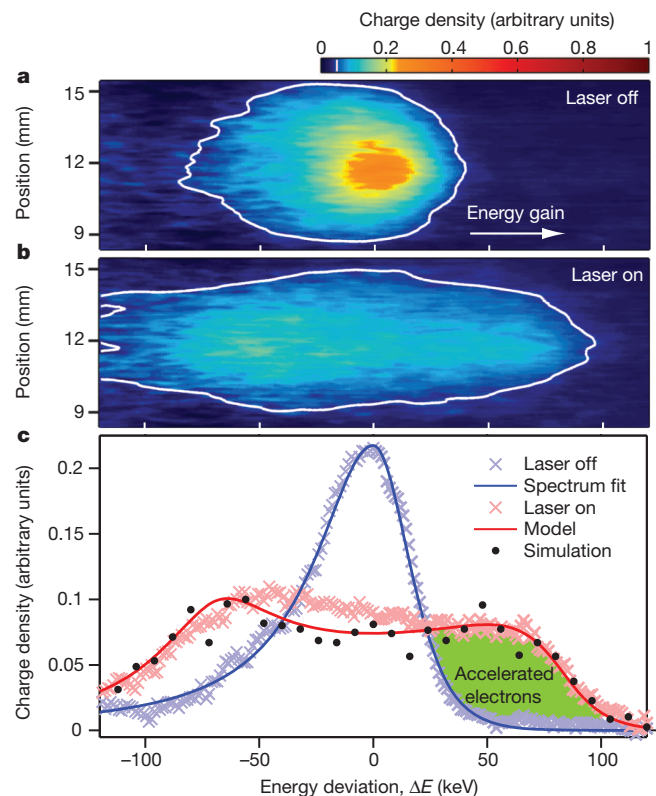 Charge density (arbitrary units)
0 0.2 0.4 0.6 0.8 1
a
Laser off
Position (mm)
15
12
9
Energy gain
b
Laser on
Position (mm)
15
12
9
c
Charge density (arbitrary units)
0.2
0.15
0.1
0.05
0
Laser off
Spectrum fit
Laser on
Model
Simulation
Accelerated
electrons
−100 −50 0 50 100
Energy deviation, ΔE (keV)